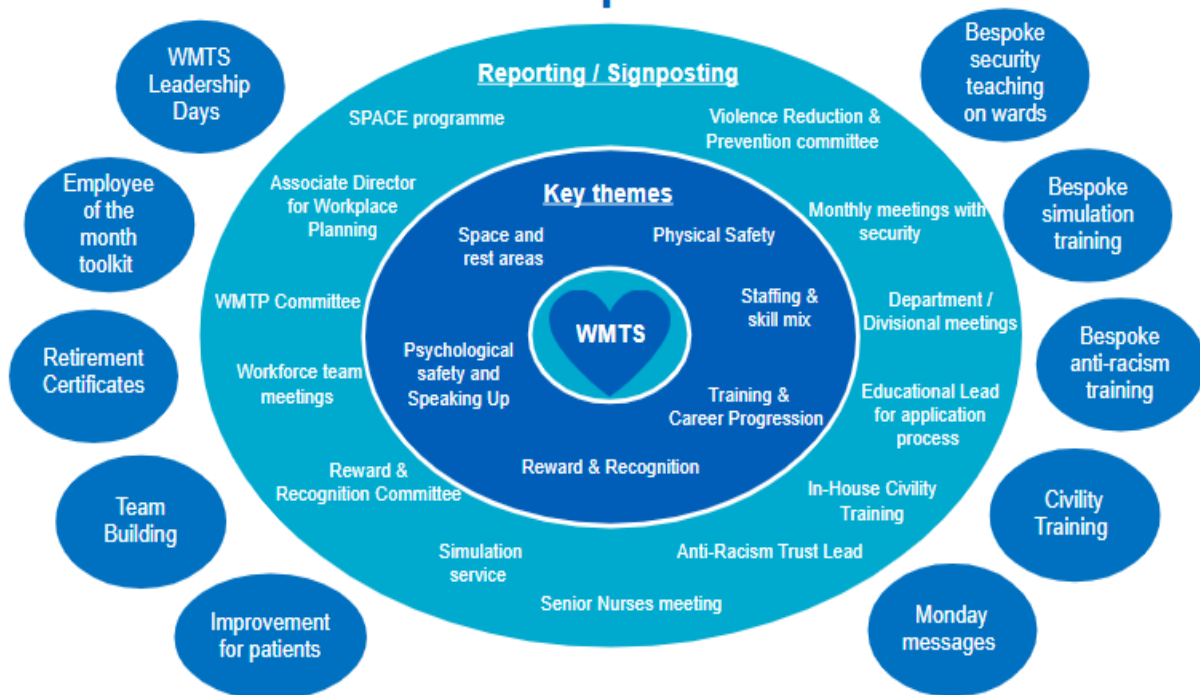 WMTS
Leadership
Days
Employee
of the
month
toolkit
Retirement
Certificates
Team
Building
Improvement
for patients
Reporting / Signposting
SPACE programme
Associate Director
for Workplace
Planning
WMTP Committee
Workforce team
meetings
Reward &
Recognition Committee
Simulation
service
Senior Nurses meeting
Anti-Racism Trust Lead
In-House Civility
Training
Educational Lead
for application
process
Department /
Divisional meetings
Monthly meetings with
security
Violence Reduction &
Prevention committee
Key themes
Space and
rest areas
Physical Safety
Staffing &
skill mix
Psychological
safety and
Speaking Up
Training &
Career Progression
Reward & Recognition
WMTS
Bespoke
security
teaching
on wards
Bespoke
simulation
training
Bespoke
anti-racism
training
Civility
Training
Monday
messages